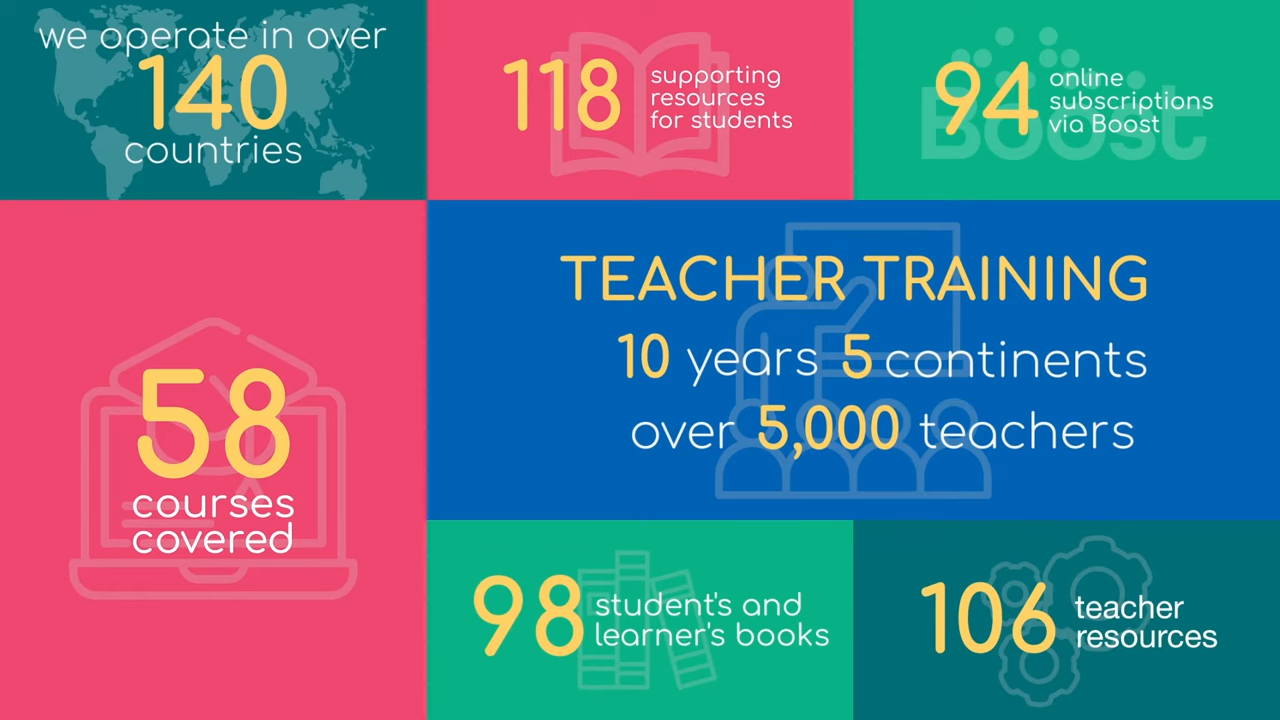 we operate in over
140
countries
118
supporting
resources
for students
94
online
subscriptions
via Boost
Boost
58
courses
covered
TEACHER TRAINING
10 years 5 continents
over 5,000 teachers
98
student's and
learner's books
106
teacher
resources